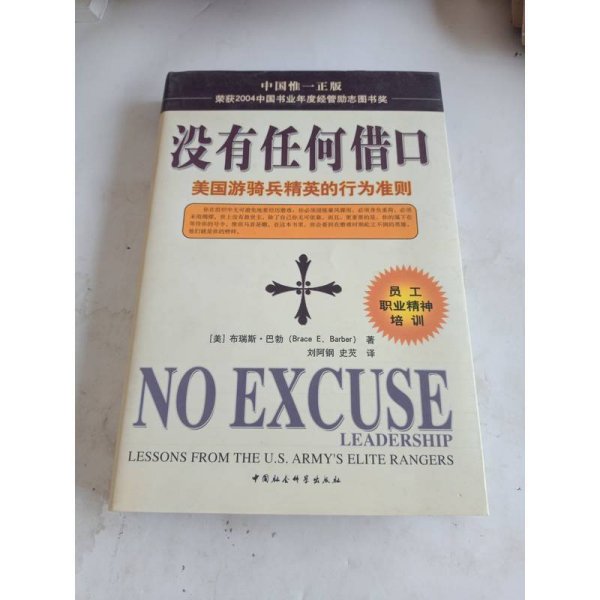 中国惟一正版
荣获2004中国书业年度经管励志图书奖
没有任何借口
美国游骑兵精英的行为准则
员工
职业精神
培训
[美] 布瑞斯·巴勃 (Brace E. Barber) 著
刘阿钢 史芡 译
NO EXCUSE
LEADERSHIP
LESSONS FROM THE U.S. ARMY'S ELITE RANGERS
中国社会科学出版社